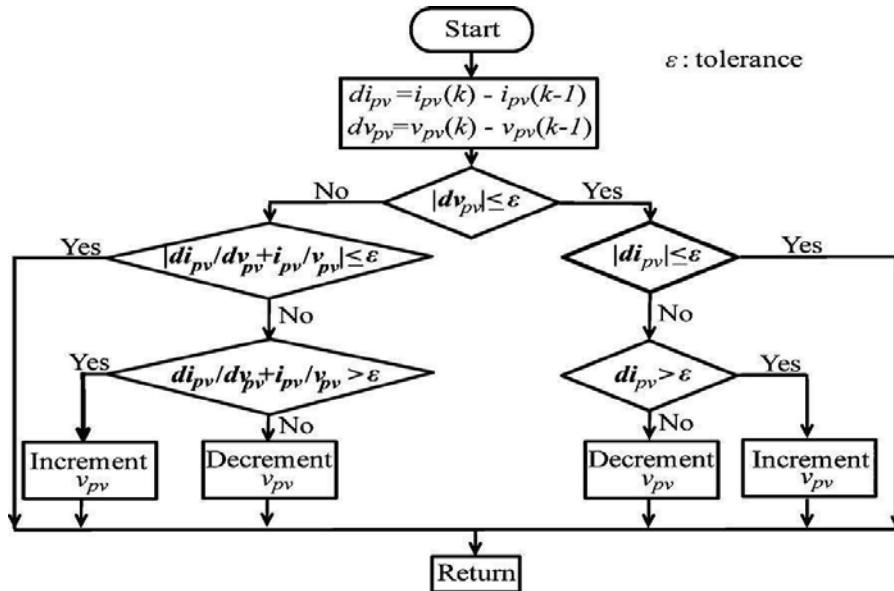 Start
ε : tolerance
di_pv =i_pv(k) - i_pv(k-1)
dv_pv=v_pv(k) - v_pv(k-1)
No
|dv_pv|≤ ε
Yes
Yes
|di_pv/dv_pv+i_pv/v_pv|≤ε
|di_pv|≤ε
Yes
No
No
Yes
di_pv/dv_pv+i_pv/v_pv >ε
di_pv>ε
Yes
No
No
Increment
v_pv
Decrement
v_pv
Decrement
v_pv
Increment
v_pv
Return